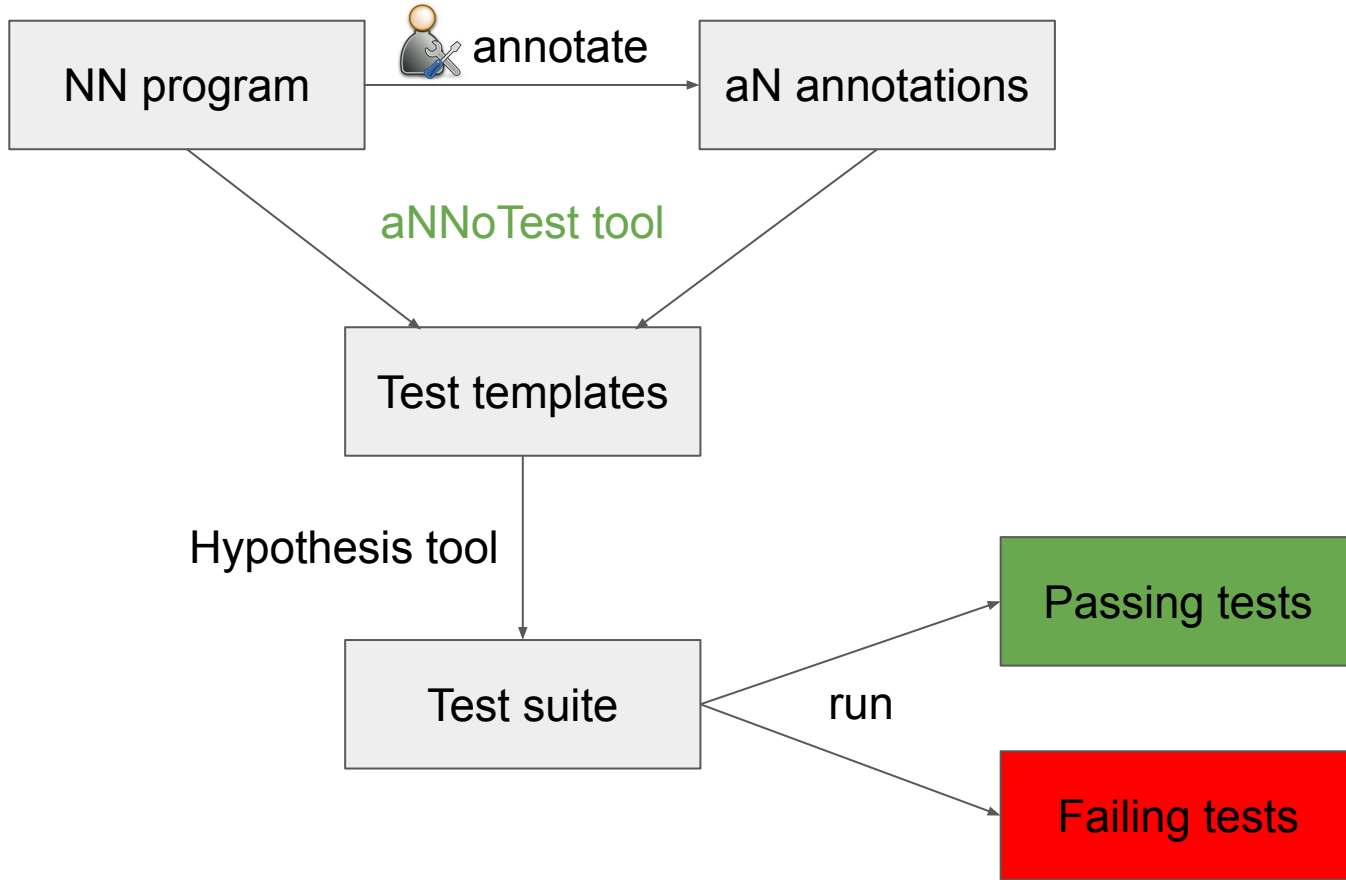 annotate
NN program
aN annotations
aNNoTest tool
Test templates
Hypothesis tool
Passing tests
Test suite
run
Failing tests